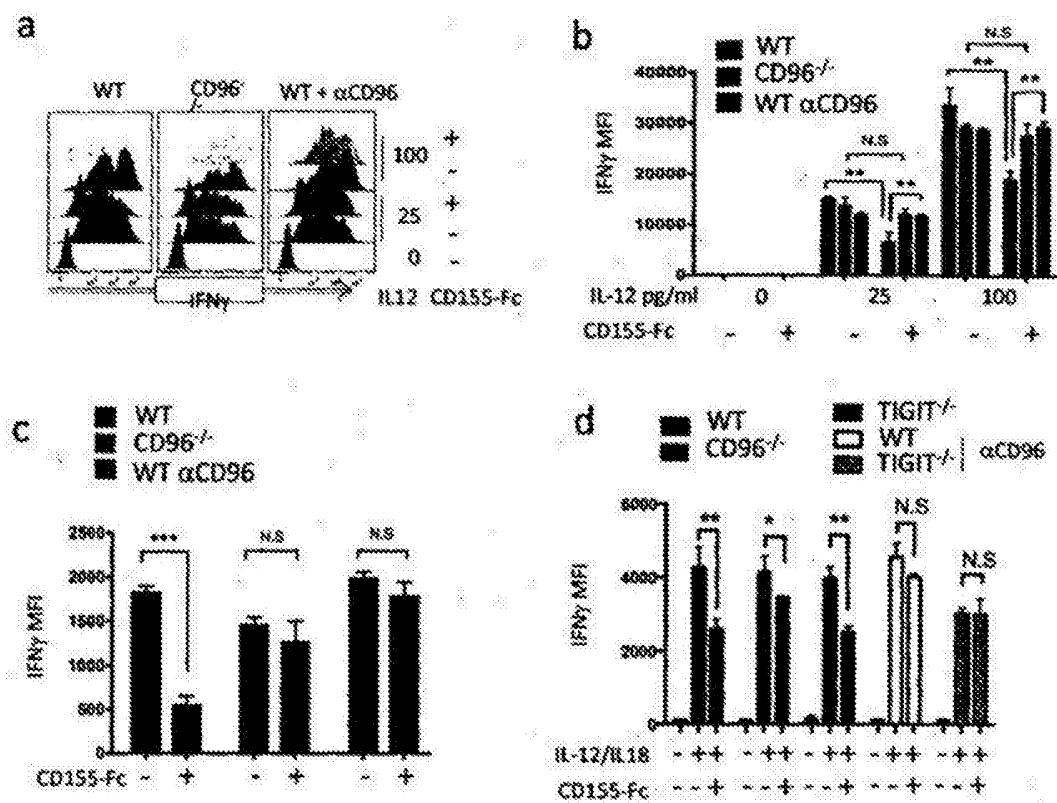 a
WT
CD96-/-
WT + αCD96
100
+
-
25
+
-
0
-
IFNγ
IL12 CD155-Fc
b
WT
CD96-/-
WT αCD96
N.S
**
**
N.S
**
**
IFNγ MFI
40000
30000
20000
10000
0
IL-12 pg/ml 0 25 100
CD155-Fc - + - + - +
c
WT
CD96-/-
WT αCD96
***
N.S
N.S
IFNγ MFI
2500
2000
1500
1000
500
0
CD155-Fc - + - + - +
d
WT
CD96-/-
TIGIT-/-
WT
TIGIT-/-
αCD96
**
*
**
N.S
N.S
IFNγ MFI
6000
4000
2000
0
IL-12/IL18 - + + - + + - + + - + + - + +
CD155-Fc - - + - - + - - + - - + - - +